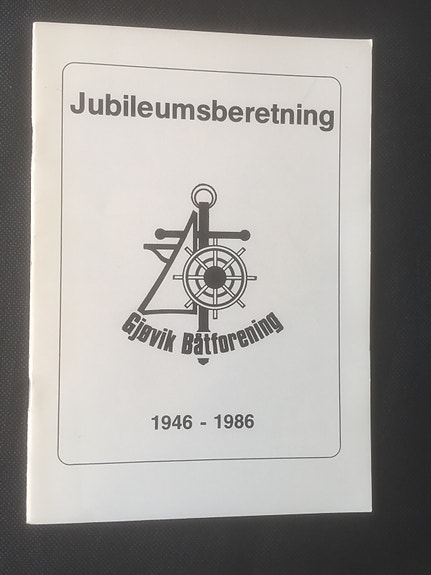 Jubileumsberetning
Gjøvik Båtforening
1946 - 1986